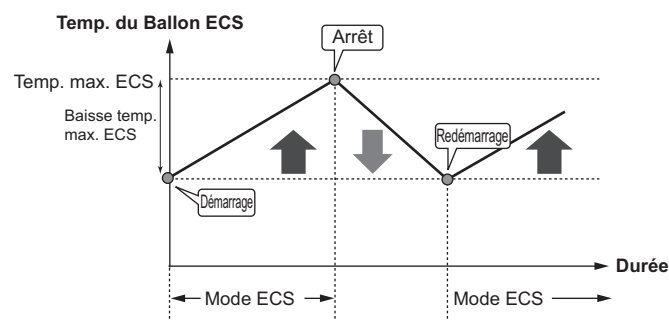 Temp. du Ballon ECS
Arrêt
Temp. max. ECS
Baisse temp.
max. ECS
Redémarrage
Démarrage
Durée
Mode ECS
Mode ECS